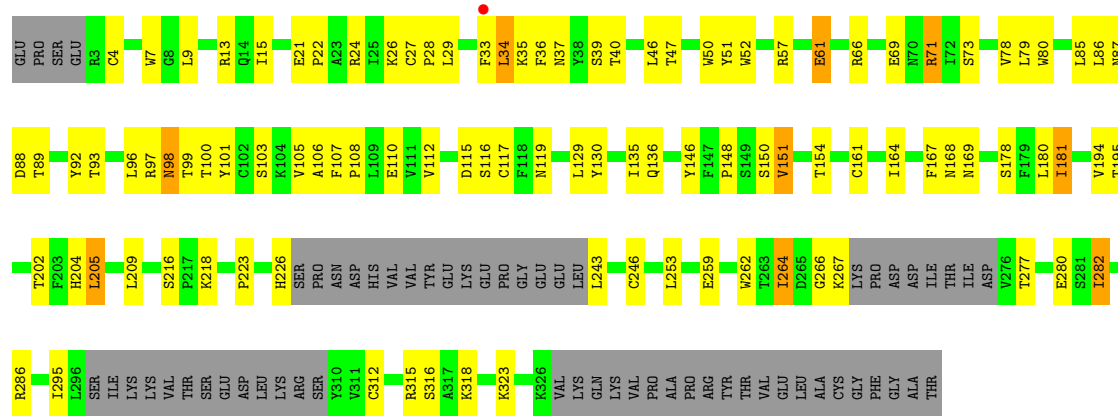 GLU PRO SER GLU R3 C4 W7 G8 L9 R13 Q14 I15 E21 P22 A23 R24 I25 K26 C27 P28 L29 F33 L34 K35 F36 N37 Y38 S39 T40 L46 T47 W50 Y51 W52 R57 E61 R66 E69 N70 R71 I72 S73 V78 L79 W80 L85 L86 N87
D88 T89 Y92 T93 L96 R97 N98 T99 T100 Y101 C102 S103 K104 V105 A106 F107 P108 L109 E110 V111 V112 D115 S116 C117 F118 N119 L129 Y130 I135 Q136 Y146 F147 P148 S149 S150 V151 T154 C161 I164 F167 N168 N169 S178 F179 L180 I181 V194 T195
T202 F203 H204 L205 L209 S216 P217 K218 P223 H226 SER PRO ASN ASP HIS VAL VAL TYR GLU LYS GLU PRO GLY GLU GLU LEU L243 C246 L253 E259 W262 T263 I264 D265 G266 K267 LYS PRO ASP ASP ILE THR ILE ASP V276 T277 E280 S281 I282
R286 I295 L296 SER ILE LYS LYS VAL THR SER GLU ASP LEU LYS ARG SER Y310 V311 C312 R315 S316 A317 K318 K323 K326 VAL LYS GLN LYS VAL PRO ALA PRO ARG TYR THR VAL GLU LEU ALA CYS GLY PHE GLY ALA THR